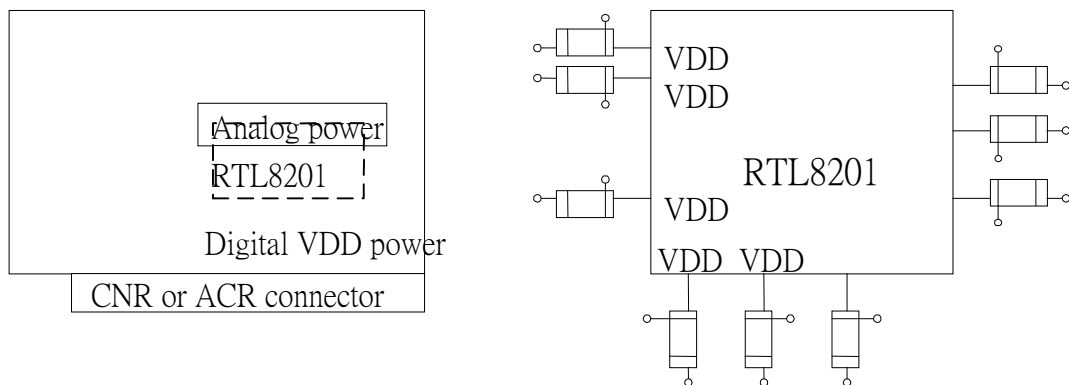 Analog power
RTL8201
Digital VDD power
CNR or ACR connector
VDD
VDD
RTL8201
VDD
VDD VDD